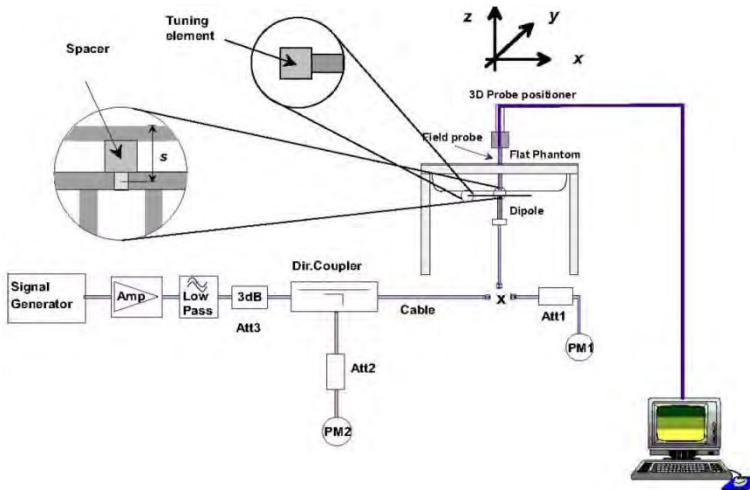 Tuning
element
Spacer
s
z
y
x
3D Probe positioner
Field probe
Flat Phantom
Dipole
Dir.Coupler
Signal
Generator
Amp
Low
Pass
3dB
Att3
Cable
x
Att1
PM1
Att2
PM2